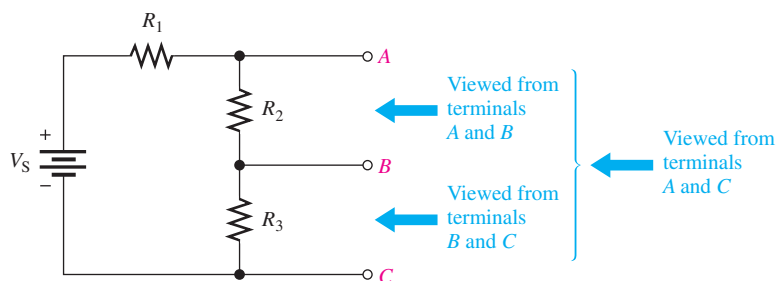 R1
A
Viewed from
terminals
A and B
R2
Viewed from
terminals
A and C
+
VS
−
B
Viewed from
terminals
B and C
R3
C